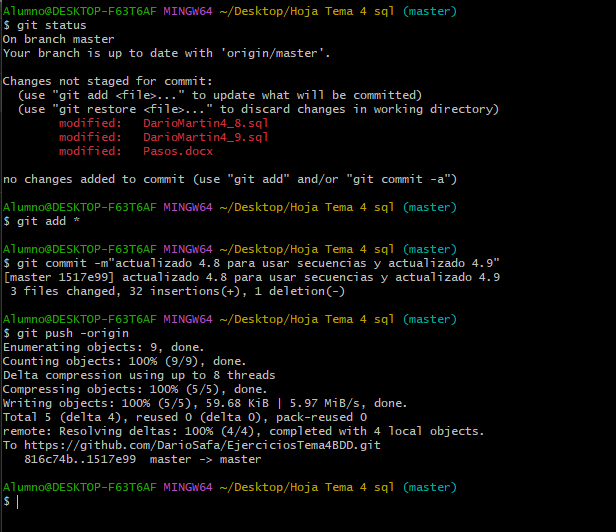 Alumno@DESKTOP-F63T6AF MINGW64 ~/Desktop/Hoja Tema 4 sql (master)
$ git status
On branch master
Your branch is up to date with 'origin/master'.
Changes not staged for commit:
  (use "git add <file>..." to update what will be committed)
  (use "git restore <file>..." to discard changes in working directory)
        modified:   DarioMartin4_8.sql
        modified:   DarioMartin4_9.sql
        modified:   Pasos.docx
no changes added to commit (use "git add" and/or "git commit -a")
Alumno@DESKTOP-F63T6AF MINGW64 ~/Desktop/Hoja Tema 4 sql (master)
$ git add *
Alumno@DESKTOP-F63T6AF MINGW64 ~/Desktop/Hoja Tema 4 sql (master)
$ git commit -m"actualizado 4.8 para usar secuencias y actualizado 4.9"
[master 1517e99] actualizado 4.8 para usar secuencias y actualizado 4.9
 3 files changed, 32 insertions(+), 1 deletion(-)
Alumno@DESKTOP-F63T6AF MINGW64 ~/Desktop/Hoja Tema 4 sql (master)
$ git push -origin
Enumerating objects: 9, done.
Counting objects: 100% (9/9), done.
Delta compression using up to 8 threads
Compressing objects: 100% (5/5), done.
Writing objects: 100% (5/5), 59.68 KiB | 5.97 MiB/s, done.
Total 5 (delta 4), reused 0 (delta 0), pack-reused 0
remote: Resolving deltas: 100% (4/4), completed with 4 local objects.
To https://github.com/DarioSafa/EjerciciosTema4BDD.git
   816c74b..1517e99  master -> master
Alumno@DESKTOP-F63T6AF MINGW64 ~/Desktop/Hoja Tema 4 sql (master)
$